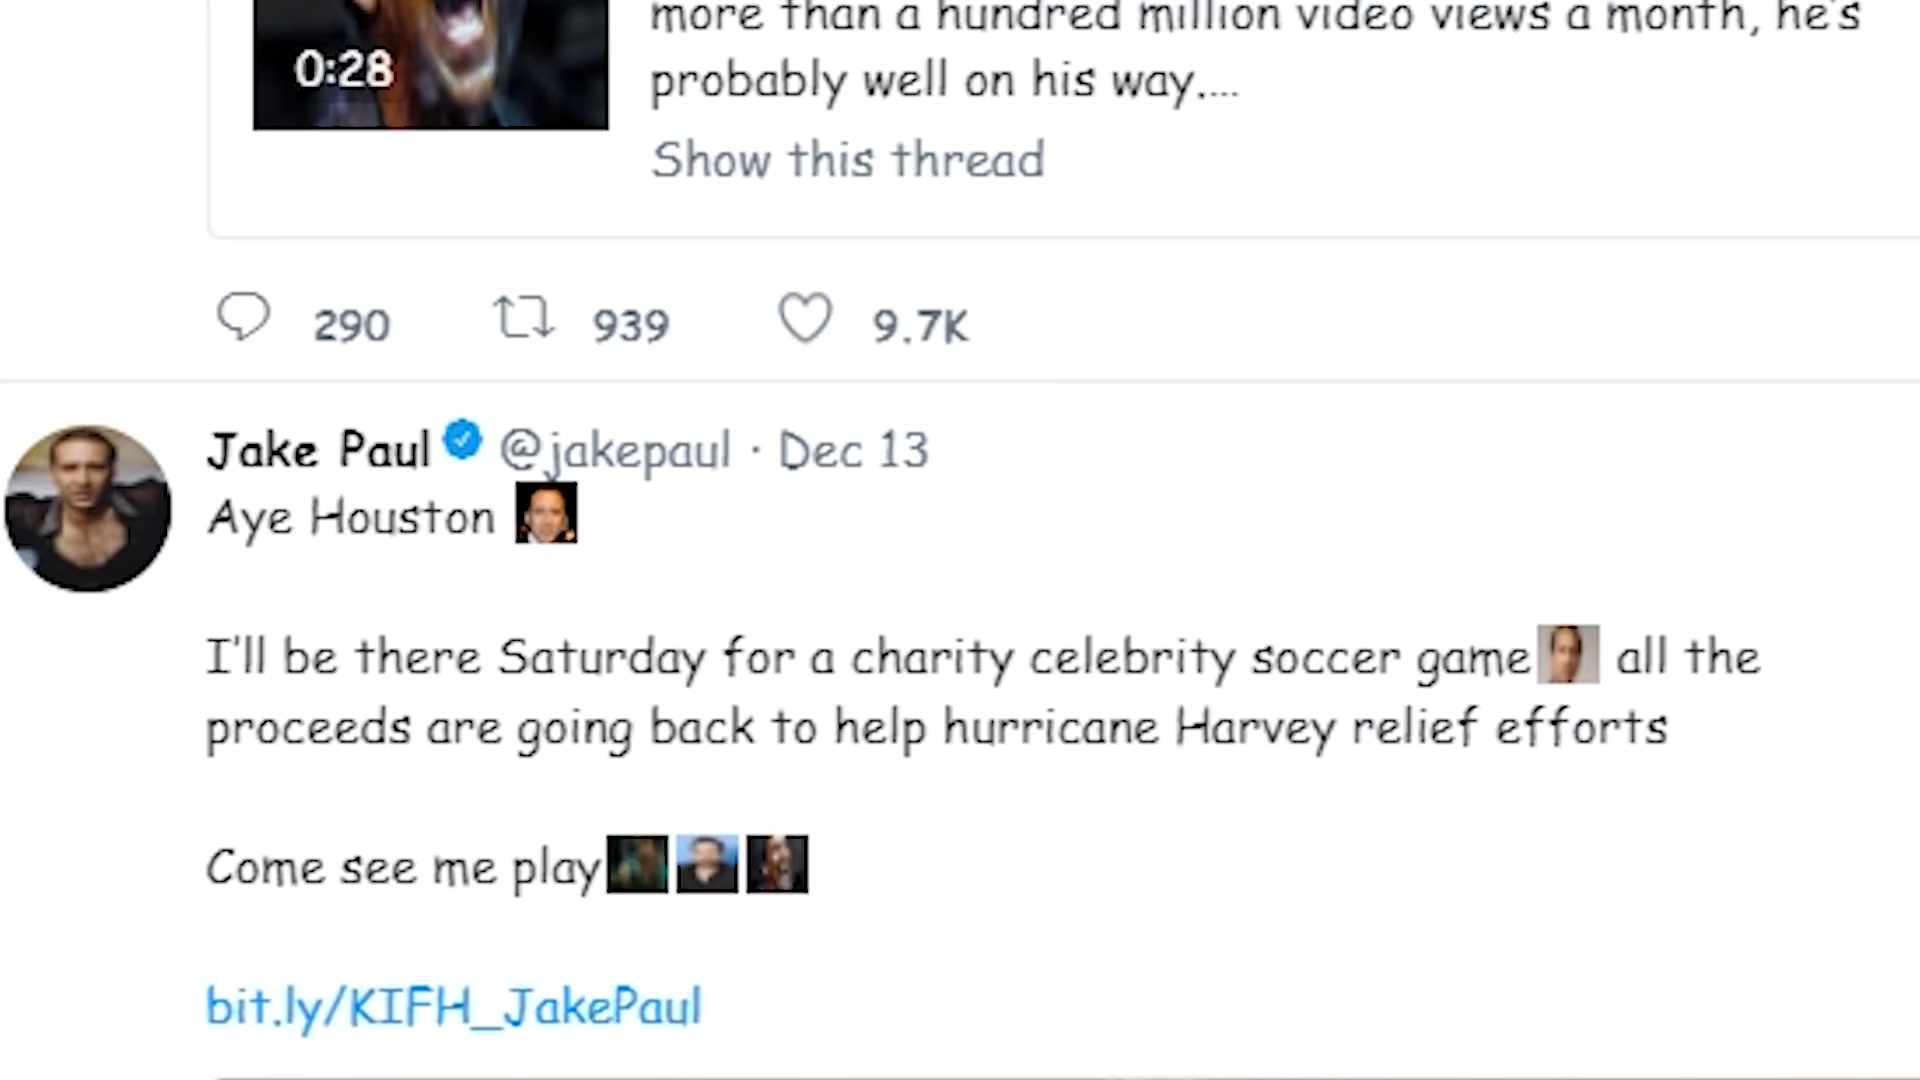 more than a hundred million video views a month, he's
0:28
probably well on his way....
Show this thread
290 939 9.7K
Jake Paul @jakepaul · Dec 13
Aye Houston
I'll be there Saturday for a charity celebrity soccer game all the
proceeds are going back to help hurricane Harvey relief efforts
Come see me play
bit.ly/KIFH_JakePaul